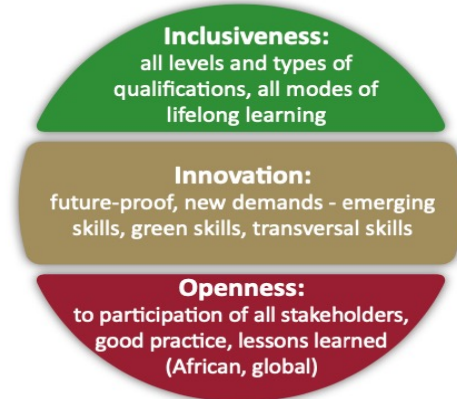 Inclusiveness:
all levels and types of
qualifications, all modes of
lifelong learning
Innovation:
future-proof, new demands - emerging
skills, green skills, transversal skills
Openness:
to participation of all stakeholders,
good practice, lessons learned
(African, global)